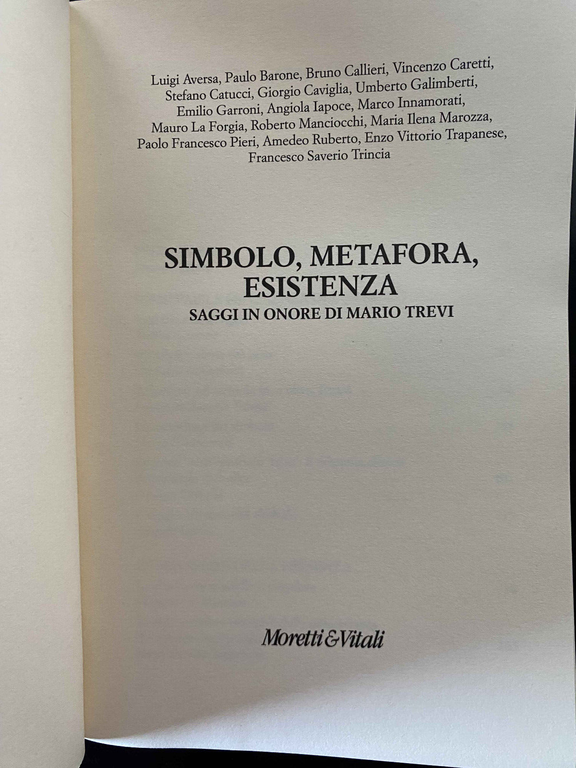 Luigi Aversa, Paulo Barone, Bruno Callieri, Vincenzo Caretti,
Stefano Catucci, Giorgio Caviglia, Umberto Galimberti,
Emilio Garroni, Angiola Iapoce, Marco Innamorati,
Mauro La Forgia, Roberto Manciocchi, Maria Ilena Marozza,
Paolo Francesco Pieri, Amedeo Ruberto, Enzo Vittorio Trapanese,
Francesco Saverio Trincia
SIMBOLO, METAFORA,
ESISTENZA
SAGGI IN ONORE DI MARIO TREVI
Moretti&Vitali